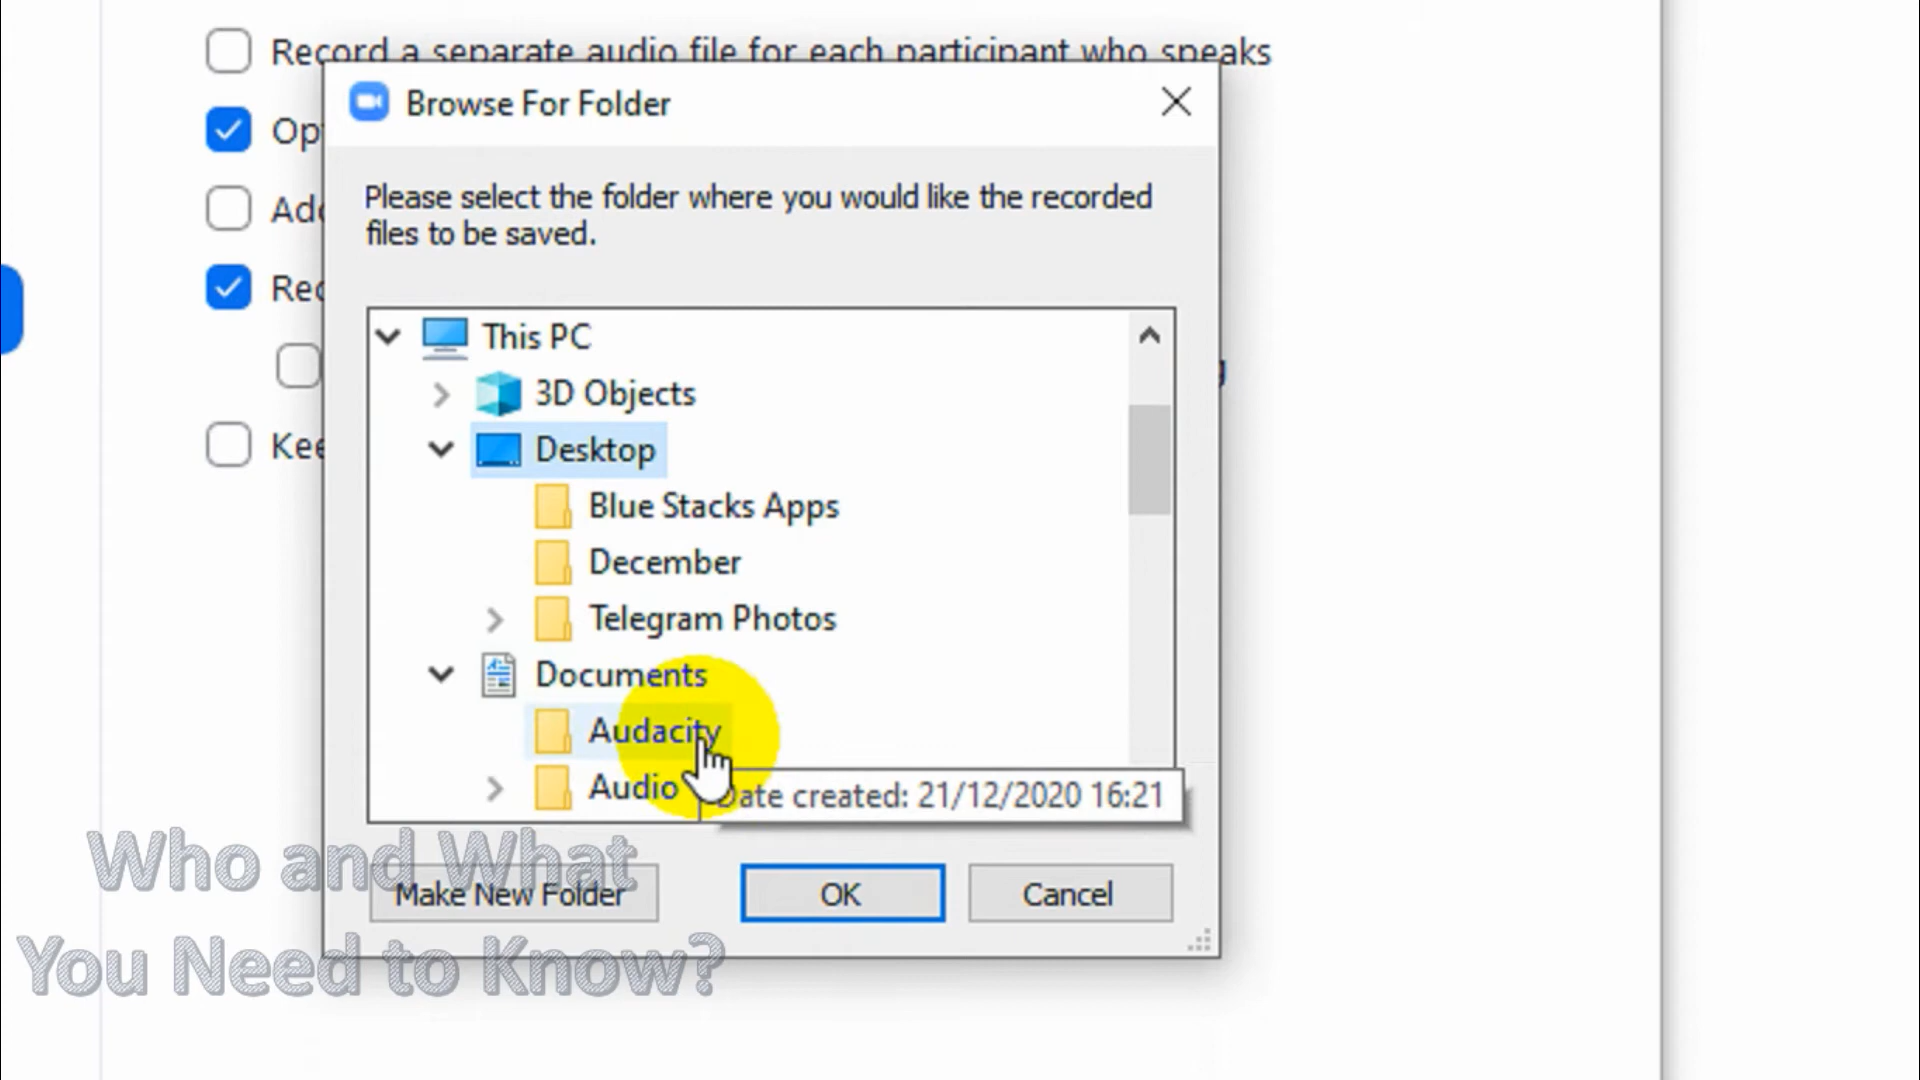 Record a separate audio file for each participant who speaks
Browse For Folder
Opt
Please select the folder where you would like the recorded
files to be saved.
Add
Rec
This PC
3D Objects
Desktop
Blue Stacks Apps
December
Telegram Photos
Kee
Documents
Audacity
Audio
Date created: 21/12/2020 16:21
Make New Folder
OK
Cancel
Who and What
You Need to Know?